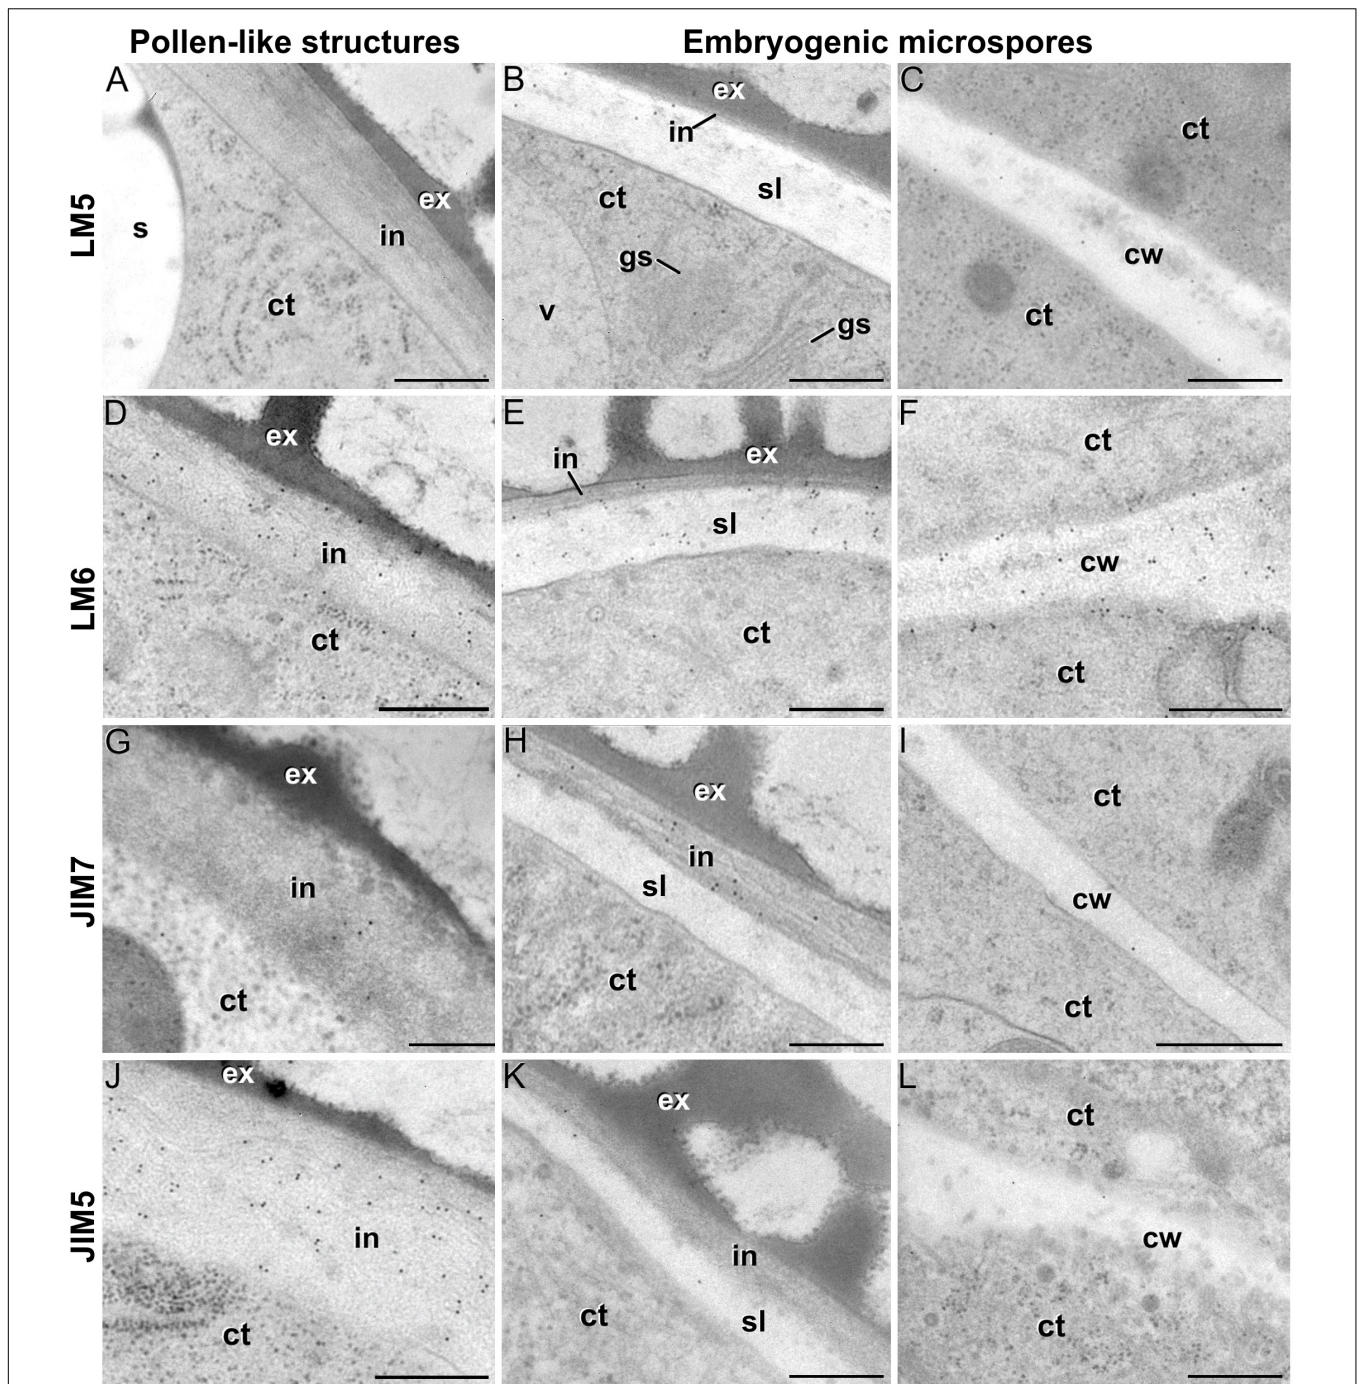 Pollen-like structures Embryogenic microspores
LM5
A
s
ct
in
ex
B
ex
in
sl
ct
gs
v
gs
C
ct
cw
ct
LM6
D
ex
in
ct
E
in
ex
sl
ct
F
ct
cw
ct
JIM7
G
ex
in
ct
H
ex
in
sl
ct
I
ct
cw
ct
JIM5
J
ex
in
ct
K
ex
in
ct
sl
L
ct
cw
ct